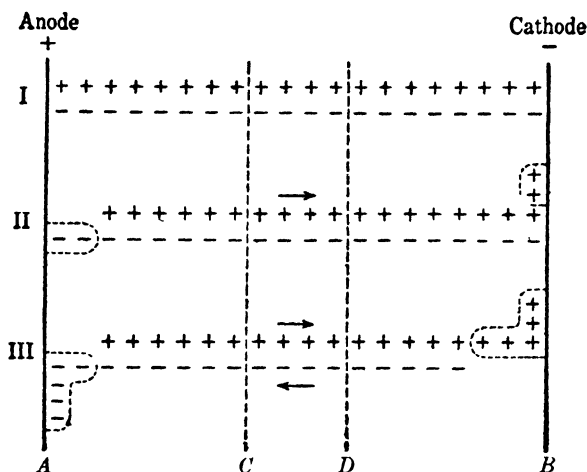 Anode Cathode
+ −
I + + + + + + + + + + + + + + + + + + + +
− − − − − − − − − − − − − − − − − − − −
+
+
II + + + + + + + + + + + + + + + + + +
− − − − − − − − − − − − − − − − − − − −
+
+
III + + + + + + + + + + + + + + + + + +
− − − − − − − − − − − − − − − − −
−
−
−
A C D B